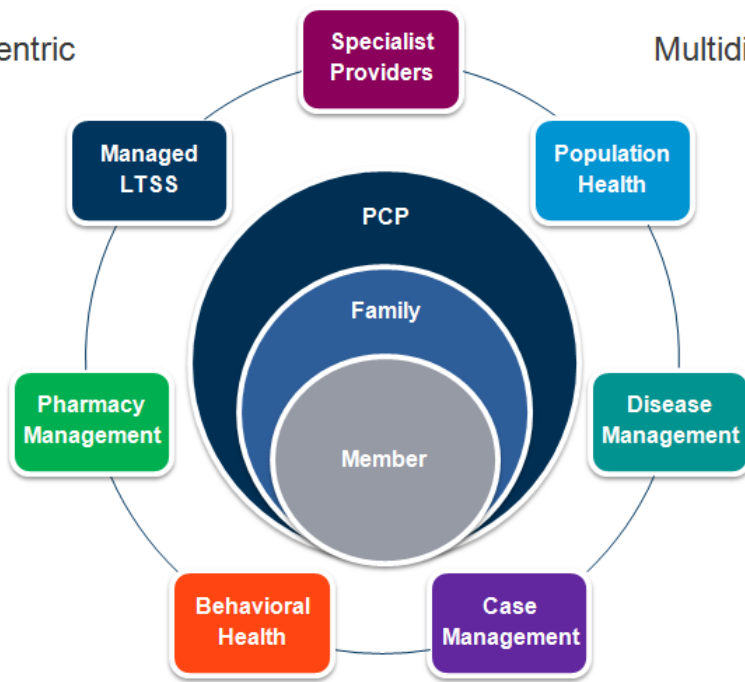 entric
Multidi
Specialist
Providers
Managed
LTSS
Population
Health
PCP
Family
Member
Pharmacy
Management
Disease
Management
Behavioral
Health
Case
Management